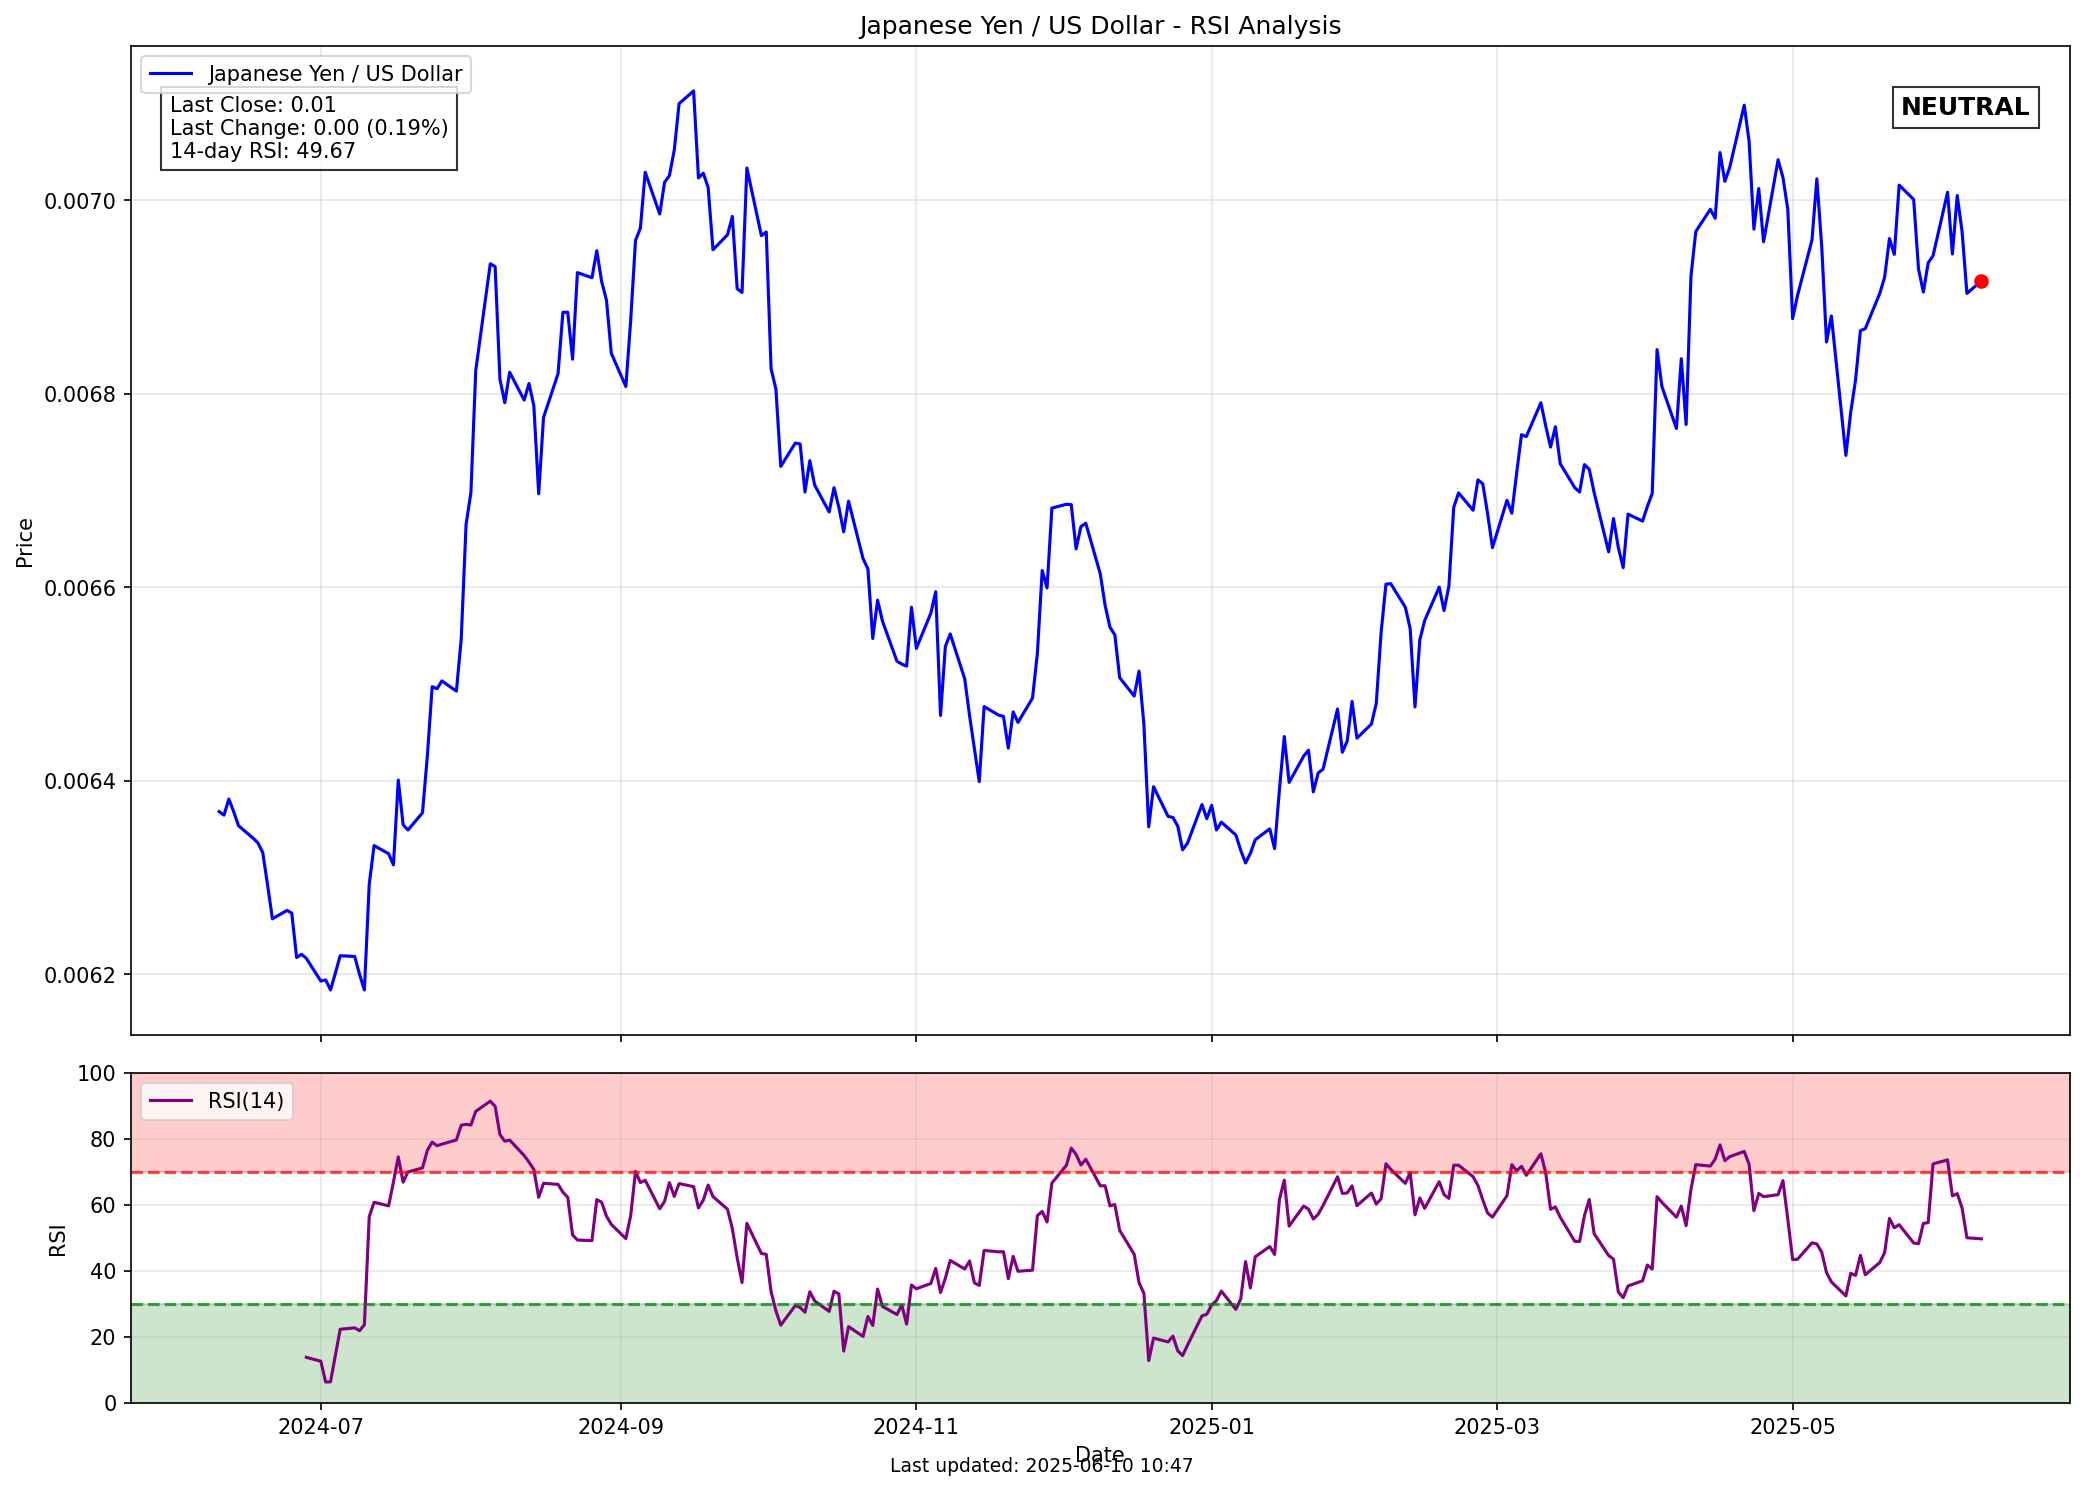 Japanese Yen / US Dollar - RSI Analysis
Japanese Yen / US Dollar
Last Close: 0.01
Last Change: 0.00 (0.19%)
14-day RSI: 49.67
NEUTRAL
0.0070
0.0068
0.0066
0.0064
0.0062
Price
RSI(14)
100
80
60
40
20
0
RSI
2024-07
2024-09
2024-11
2025-01
2025-03
2025-05
Date
Last updated: 2025-06-10 10:47